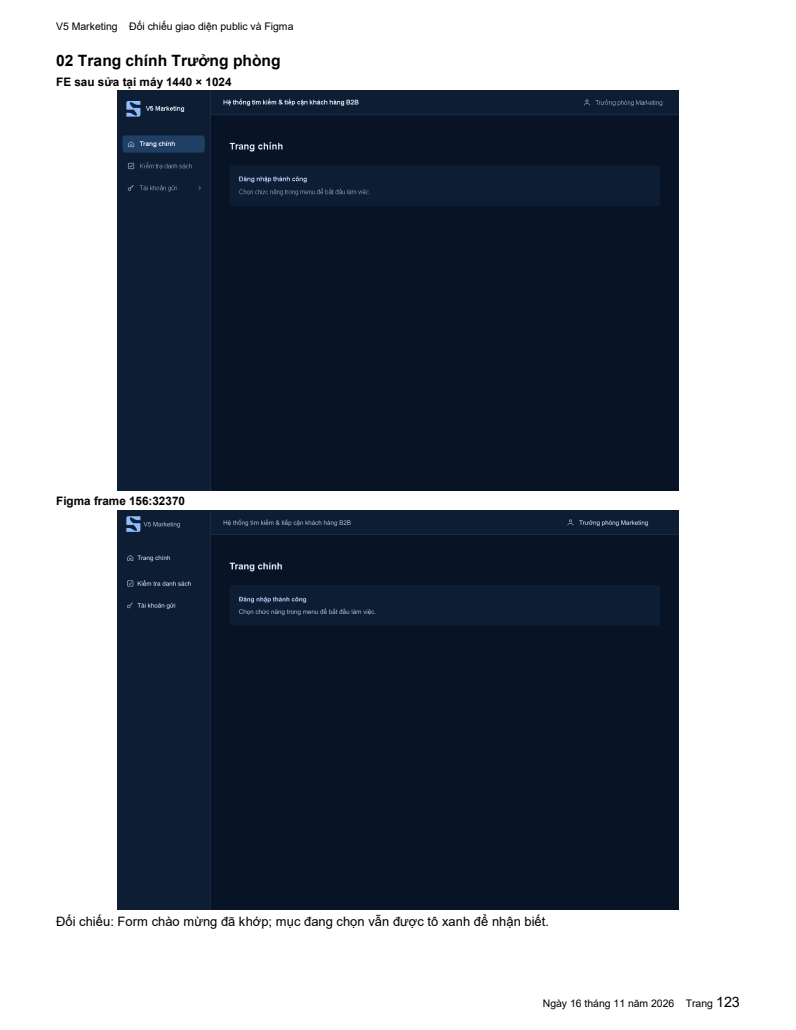 V5 Marketing Đối chiếu giao diện public và Figma
02 Trang chính Trưởng phòng
FE sau sửa tại máy 1440 × 1024
V5 Marketing
Hệ thống tìm kiếm & tiếp cận khách hàng B2B
Trưởng phòng Marketing
Trang chính
Kiểm tra danh sách
Tài khoản gửi
Trang chính
Đăng nhập thành công
Chọn chức năng trong menu để bắt đầu làm việc.
Figma frame 156:32370
V5 Marketing
Hệ thống tìm kiếm & tiếp cận khách hàng B2B
Trưởng phòng Marketing
Trang chính
Kiểm tra danh sách
Tài khoản gửi
Trang chính
Đăng nhập thành công
Chọn chức năng trong menu để bắt đầu làm việc.
Đối chiếu: Form chào mừng đã khớp; mục đang chọn vẫn được tô xanh để nhận biết.
Ngày 16 tháng 11 năm 2026 Trang 123